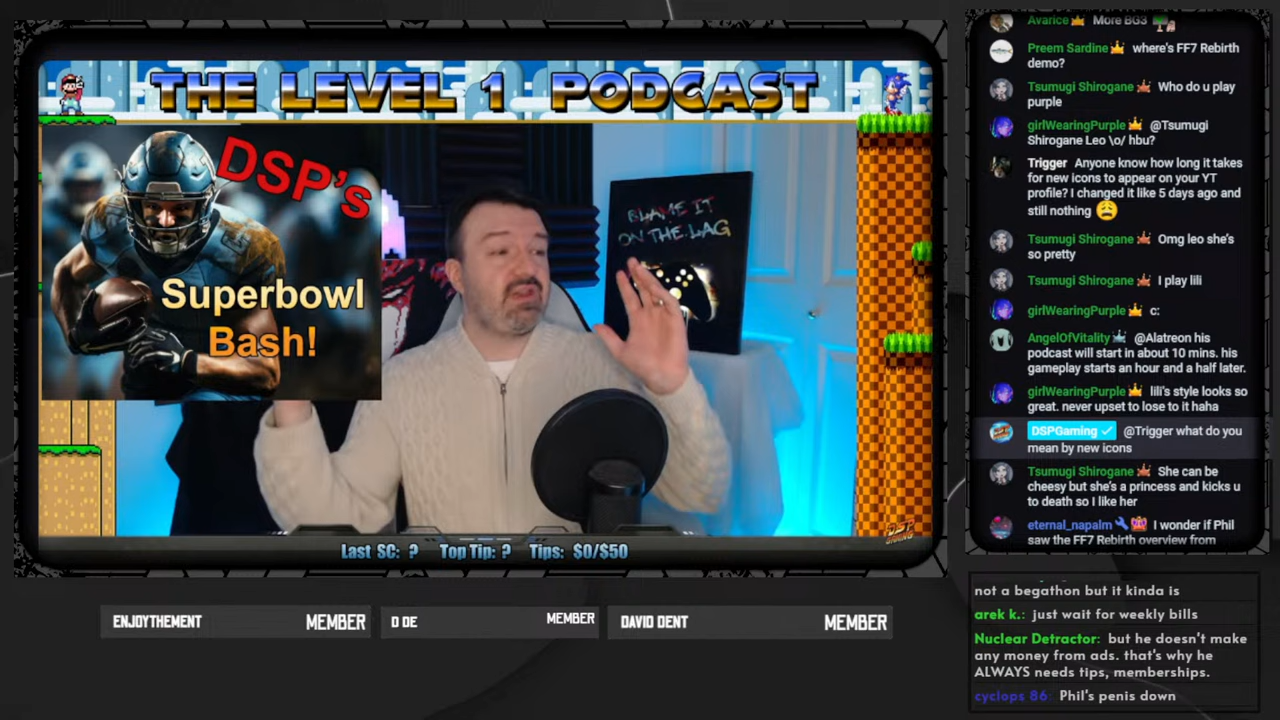 THE LEVEL 1 PODCAST
DSP's
Superbowl
Bash!
BLAME IT
ON THE LAG
DSP
GAMING
Last SC: ? Top Tip: ? Tips: $0/$50
ENJOYTHEMENT MEMBER
D DE MEMBER
DAVID DENT MEMBER
Avarice More BG3
Preem Sardine where's FF7 Rebirth
demo?
Tsumugi Shirogane Who do u play
purple
girlWearingPurple @Tsumugi
Shirogane Leo \o/ hbu?
Trigger Anyone know how long it takes
for new icons to appear on your YT
profile? I changed it like 5 days ago and
still nothing 😩
Tsumugi Shirogane Omg leo she's
so pretty
Tsumugi Shirogane I play lili
girlWearingPurple c:
AngelOfVitality @Alatreon his
podcast will start in about 10 mins. his
gameplay starts an hour and a half later.
girlWearingPurple lili's style looks so
great. never upset to lose to it haha
DSPGaming ✓ @Trigger what do you
mean by new icons
Tsumugi Shirogane She can be
cheesy but she's a princess and kicks u
to death so I like her
eternal_napalm I wonder if Phil
saw the FF7 Rebirth overview from
not a begathon but it kinda is
arek k.: just wait for weekly bills
Nuclear Detractor: but he doesn't make
any money from ads. that's why he
ALWAYS needs tips, memberships.
cyclops 86: Phil's penis down